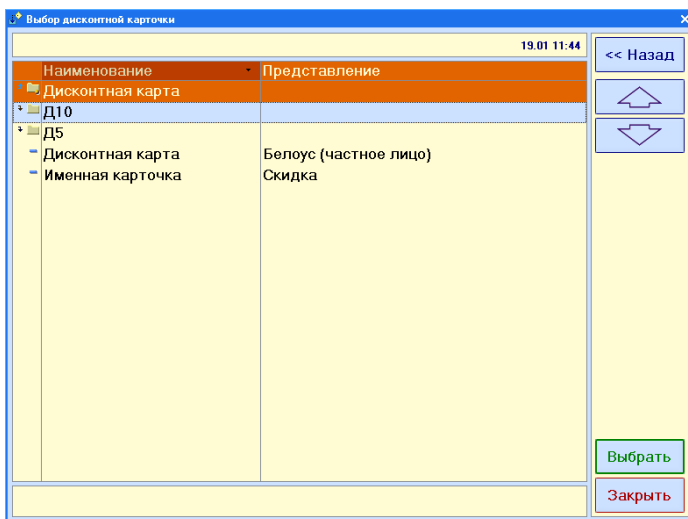 Выбор дисконтной карточки
19.01 11:44
<< Назад
Наименование Представление
Дисконтная карта
Д10
Д5
Дисконтная карта Белоус (частное лицо)
Именная карточка Скидка
Выбрать
Закрыть